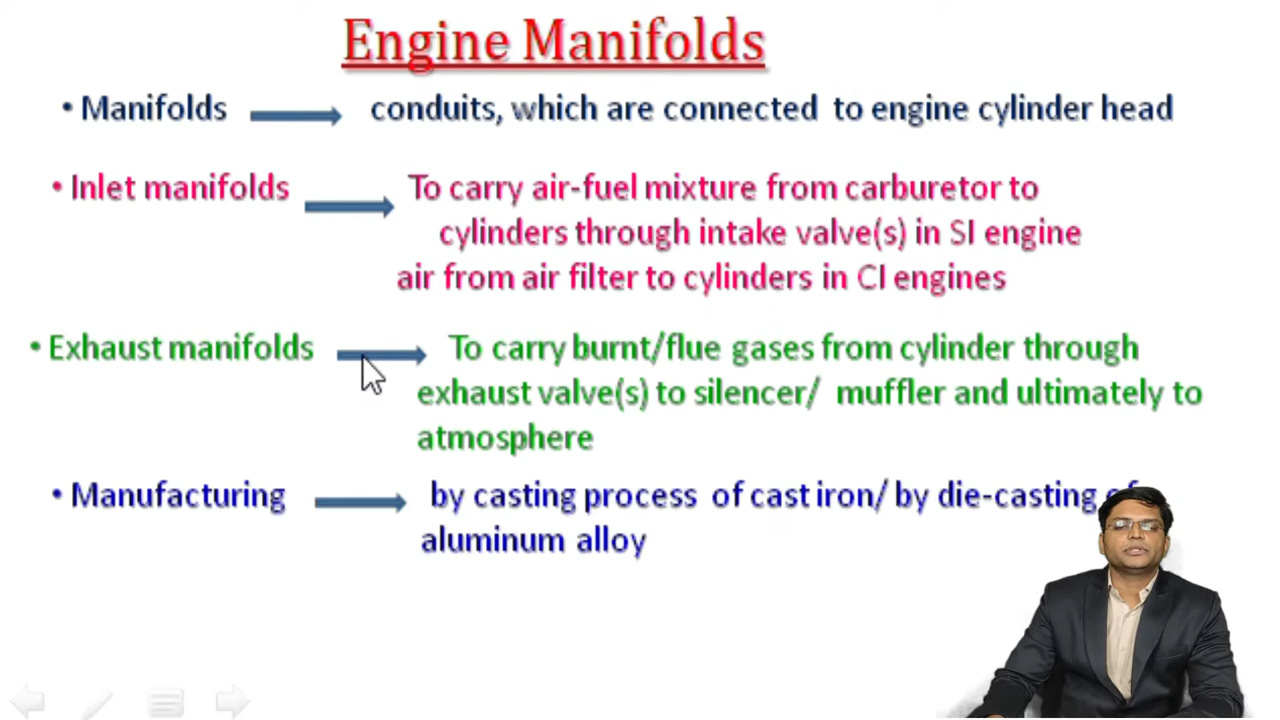 Engine Manifolds
• Manifolds conduits, which are connected to engine cylinder head
• Inlet manifolds To carry air-fuel mixture from carburetor to
cylinders through intake valve(s) in SI engine
air from air filter to cylinders in CI engines
• Exhaust manifolds To carry burnt/flue gases from cylinder through
exhaust valve(s) to silencer/ muffler and ultimately to
atmosphere
• Manufacturing by casting process of cast iron/ by die-casting of
aluminum alloy